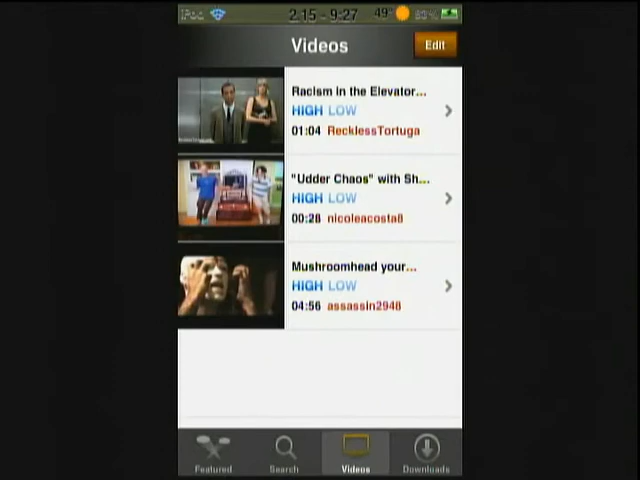 iPod 2.15 - 9:27 49°
Videos
Edit
Racism in the Elevator...
HIGH LOW
01:04 RecklessTortuga
"Udder Chaos" with Sh...
HIGH LOW
00:28 nicoleacosta8
Mushroomhead your...
HIGH LOW
04:56 assassin2948
Featured
Search
Videos
Downloads